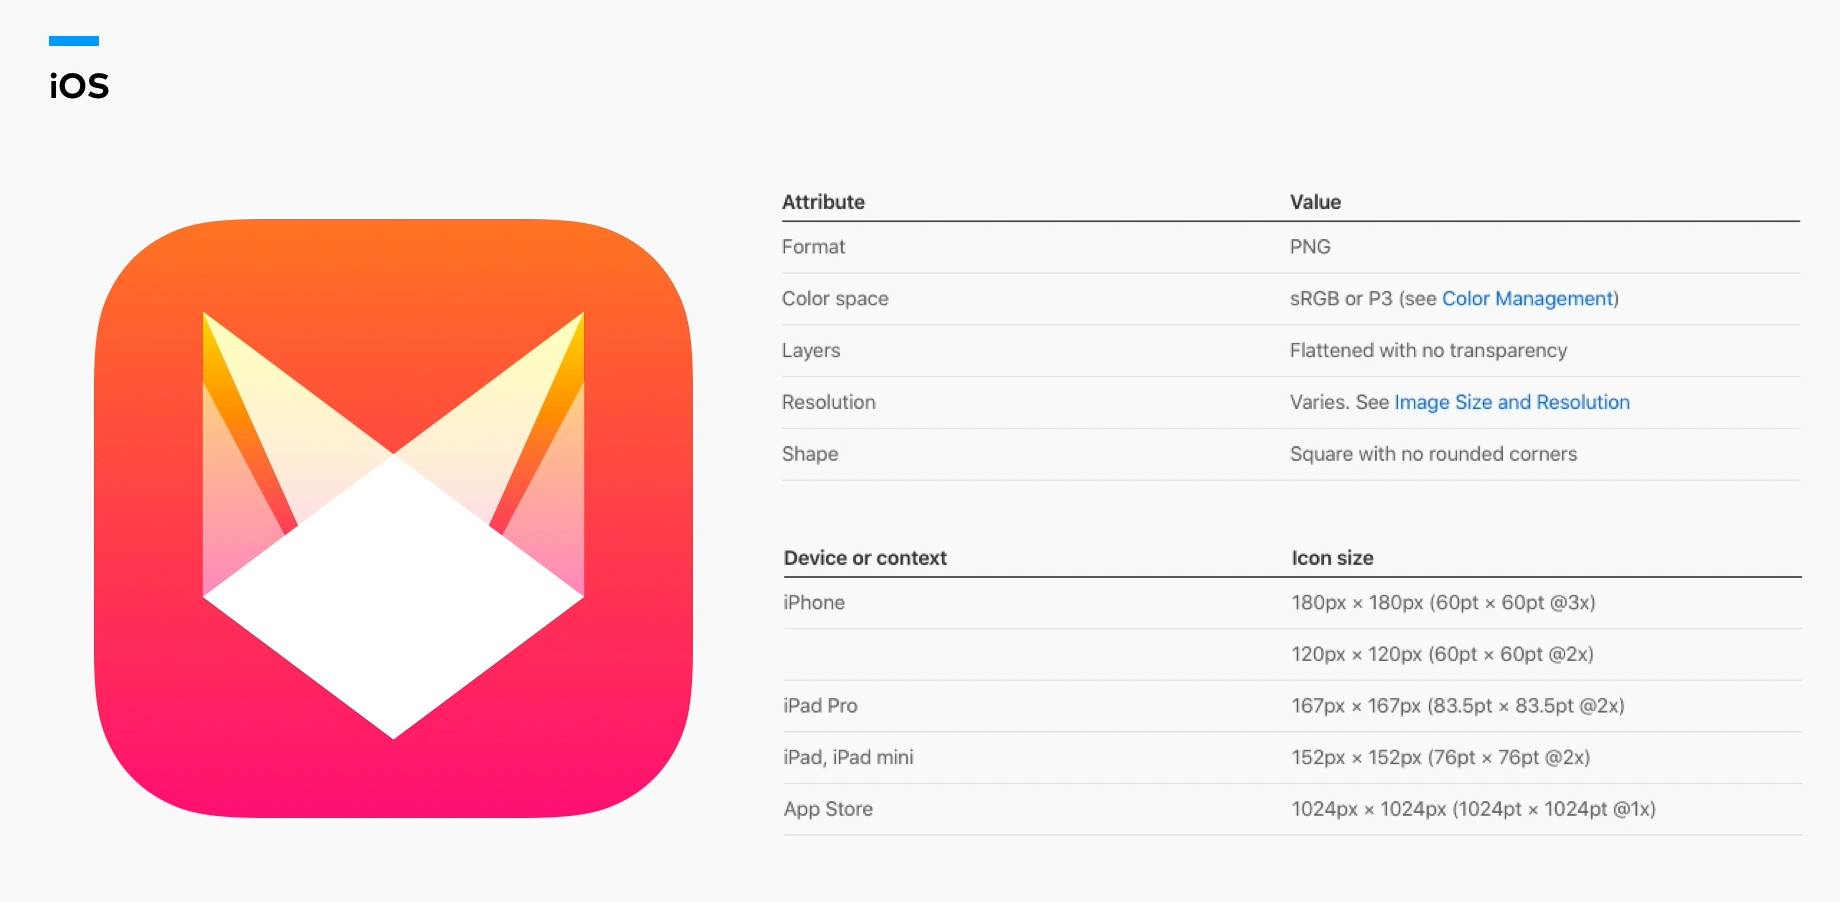 iOS
Attribute Value
Format PNG
Color space sRGB or P3 (see Color Management)
Layers Flattened with no transparency
Resolution Varies. See Image Size and Resolution
Shape Square with no rounded corners
Device or context Icon size
iPhone 180px × 180px (60pt × 60pt @3x)
120px × 120px (60pt × 60pt @2x)
iPad Pro 167px × 167px (83.5pt × 83.5pt @2x)
iPad, iPad mini 152px × 152px (76pt × 76pt @2x)
App Store 1024px × 1024px (1024pt × 1024pt @1x)